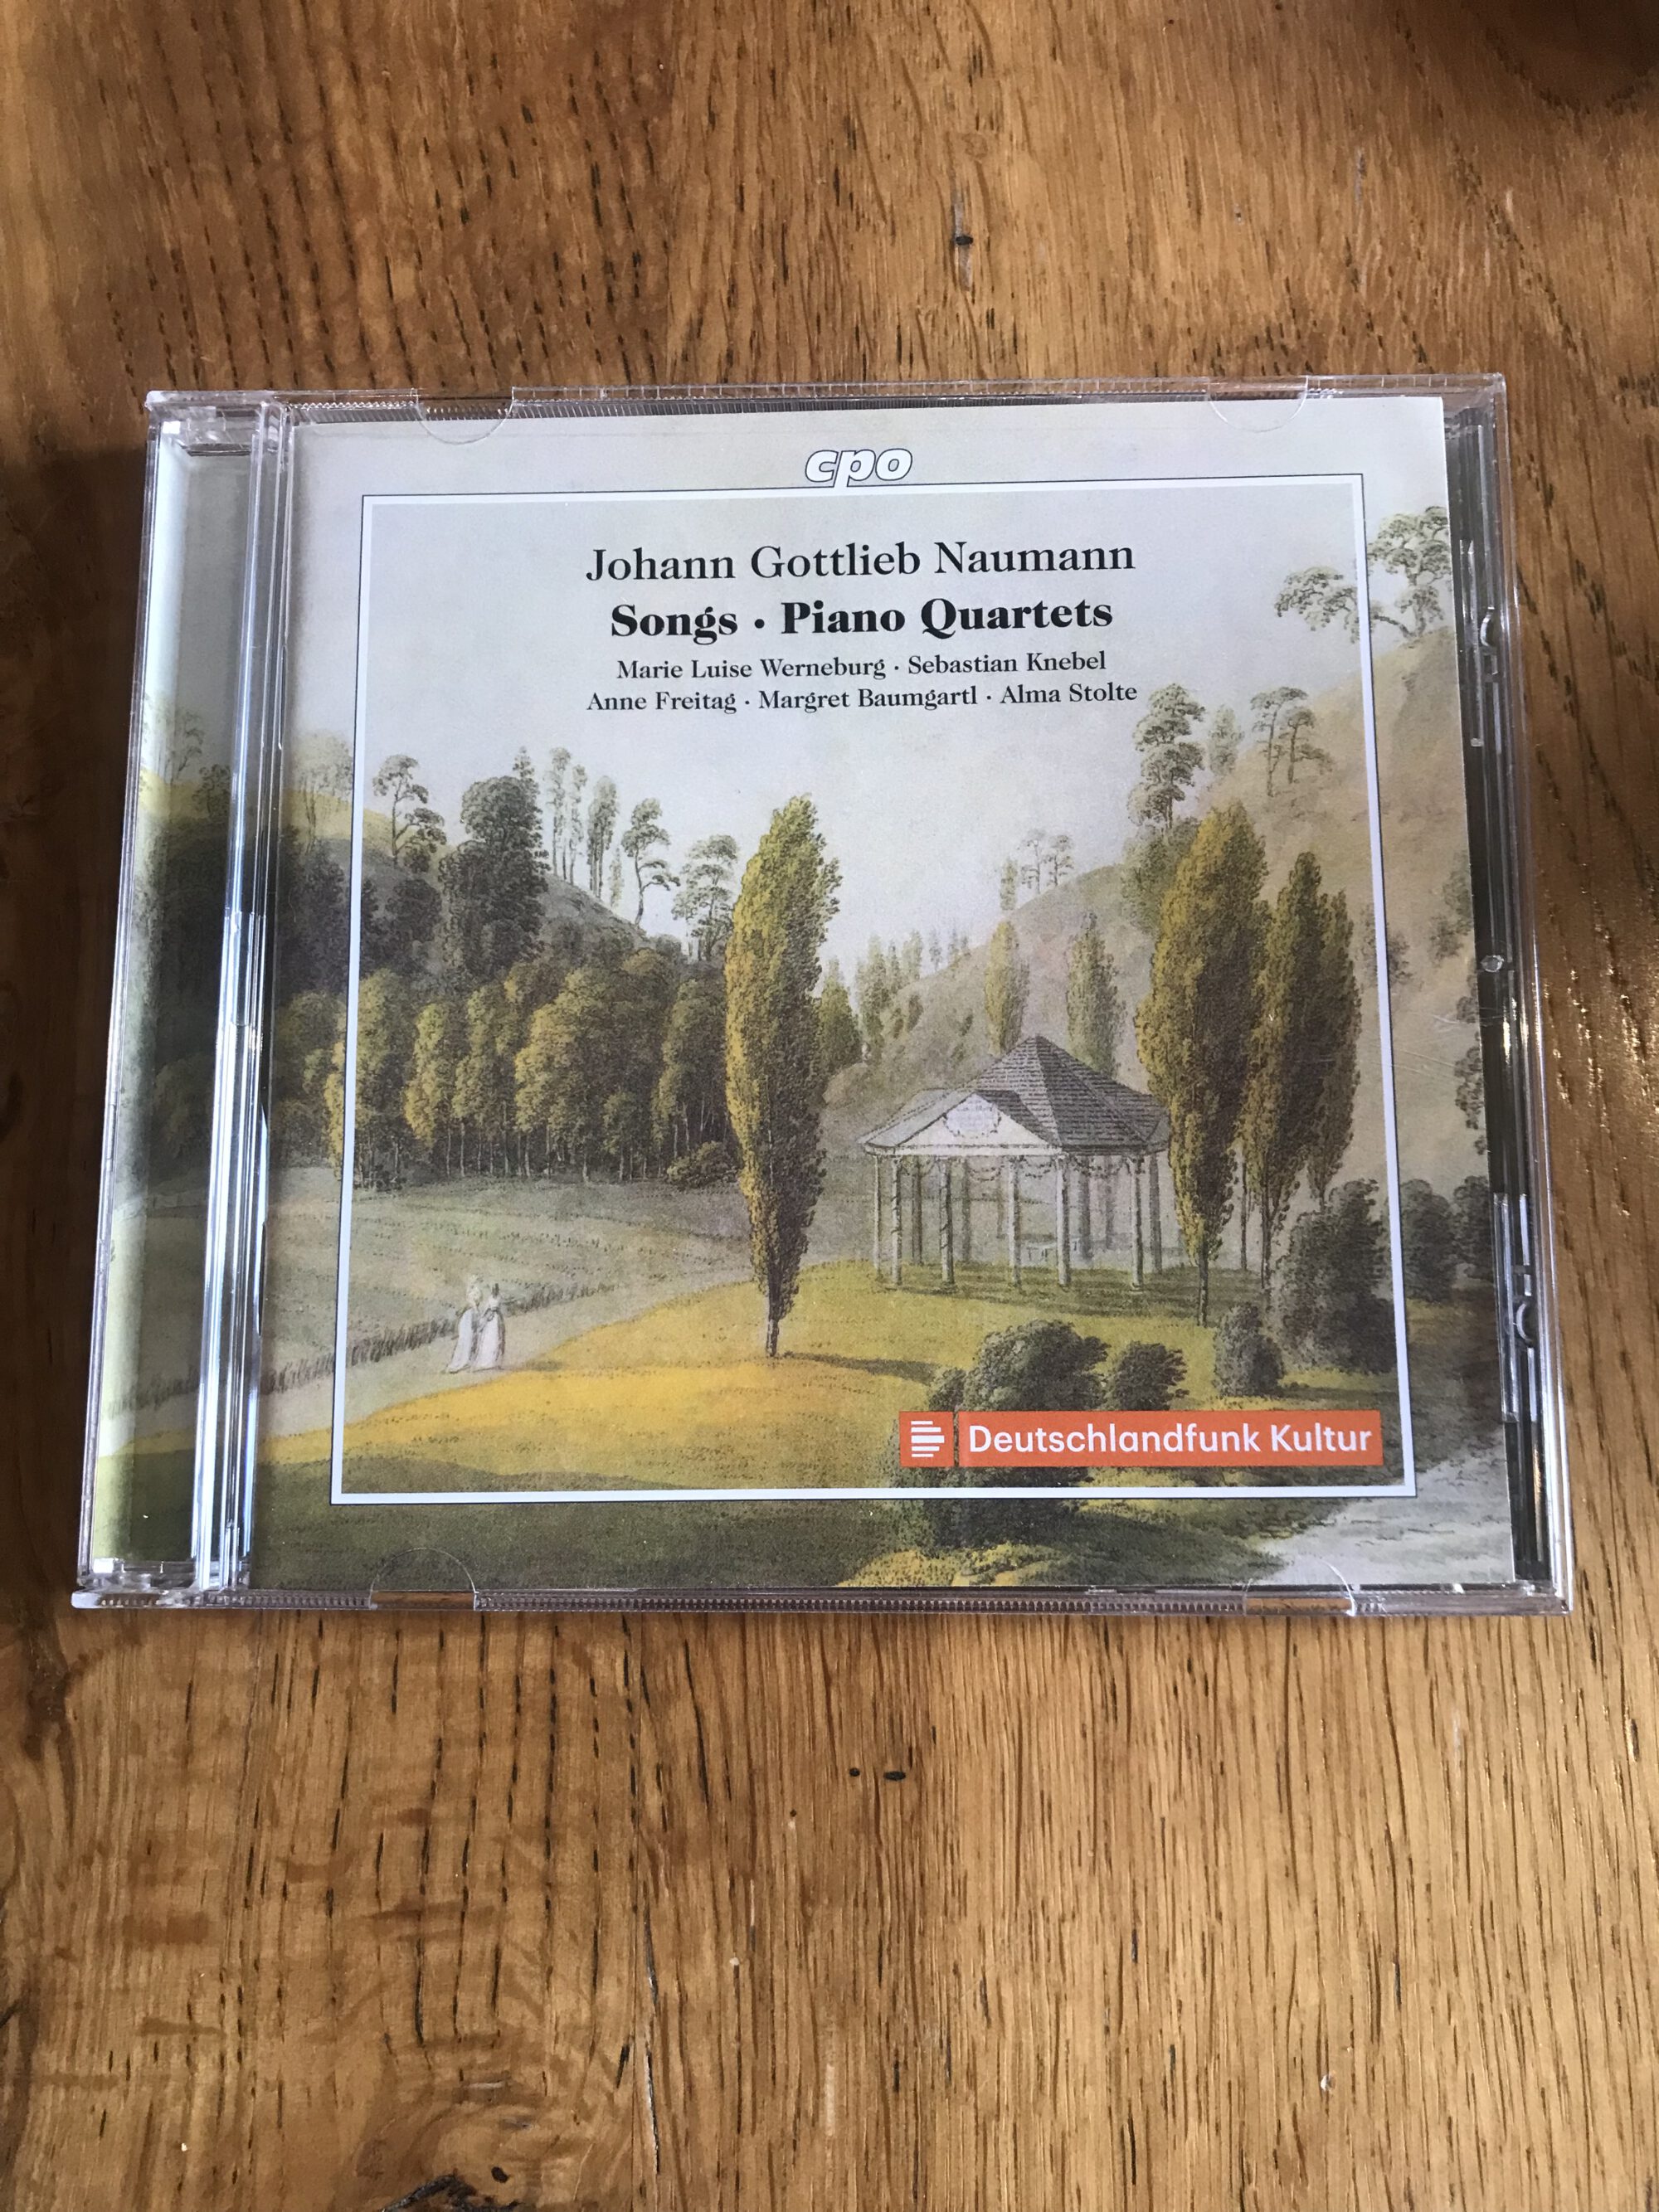 cpo
Johann Gottlieb Naumann
Songs · Piano Quartets
Marie Luise Werneburg · Sebastian Knebel
Anne Freitag · Margret Baumgartl · Alma Stolte
Deutschlandfunk Kultur